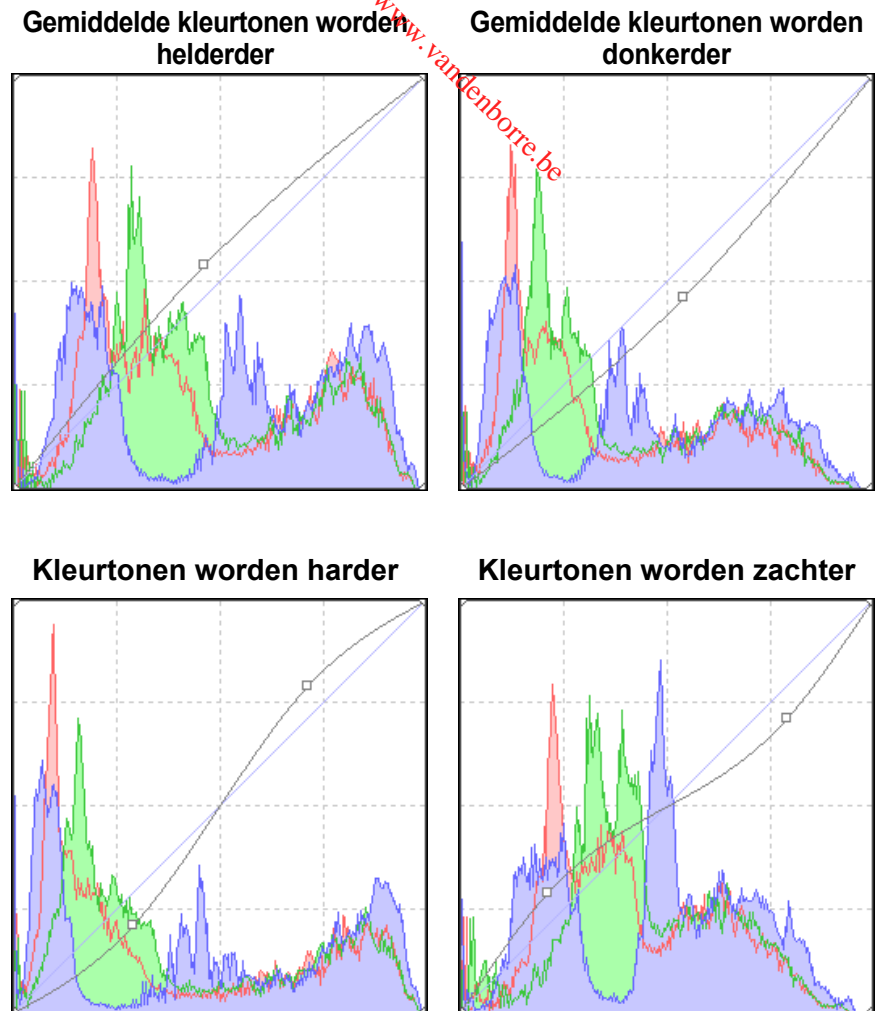 Gemiddelde kleurtonen worden
helderder
Gemiddelde kleurtonen worden
donkerder
www.vandenborre.be
Kleurtonen worden harder
Kleurtonen worden zachter